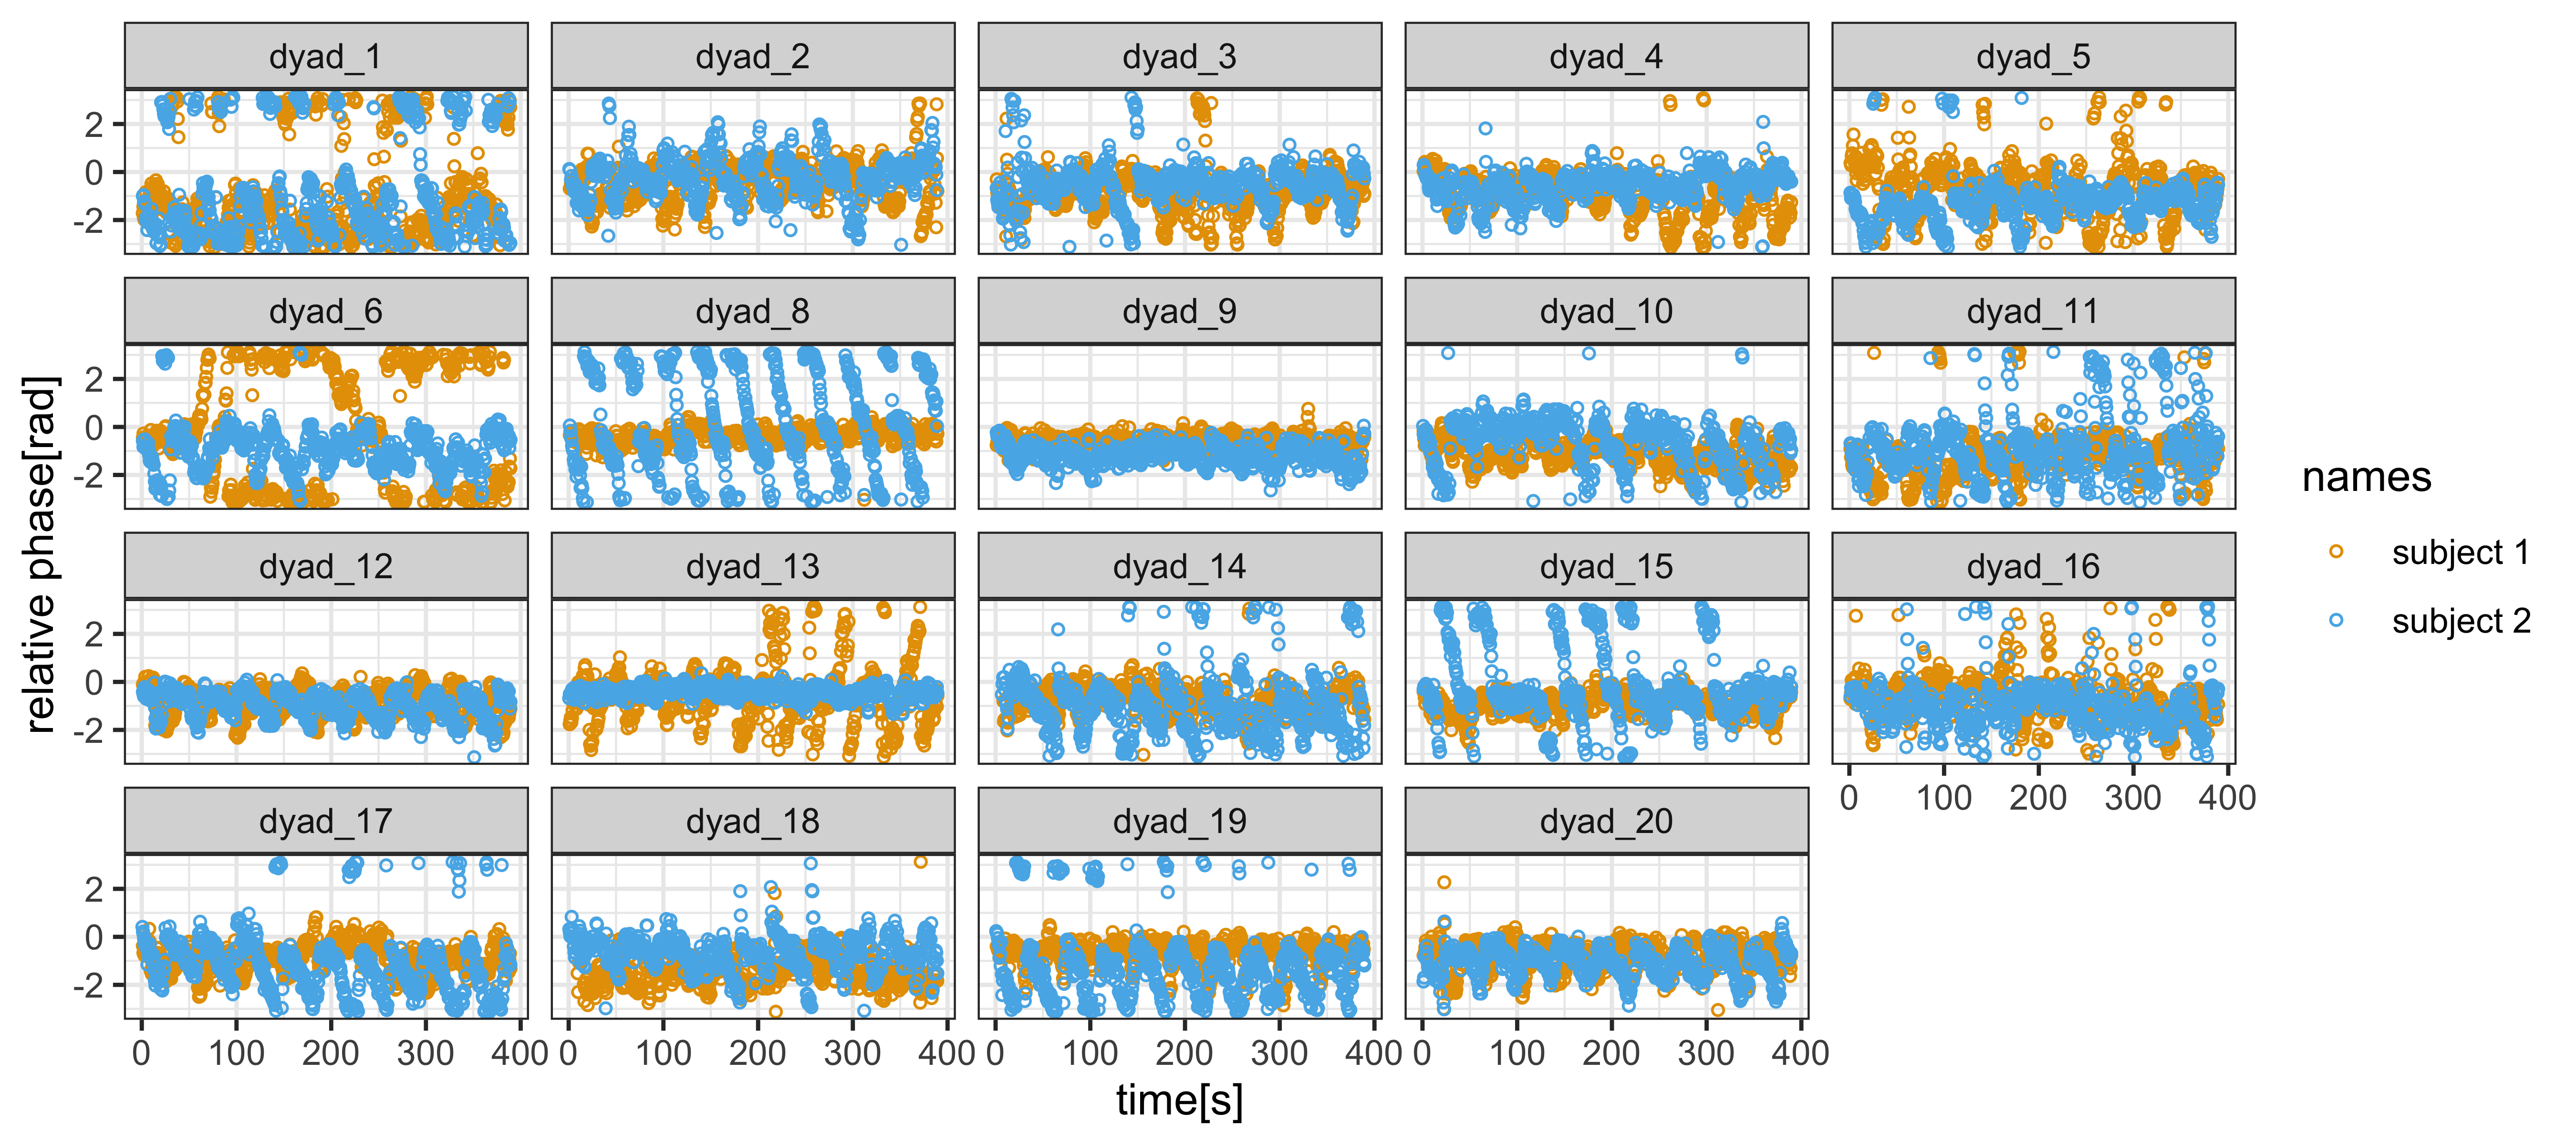 dyad_1 dyad_2 dyad_3 dyad_4 dyad_5
2
0
-2
dyad_6 dyad_8 dyad_9 dyad_10 dyad_11
2
0
-2
dyad_12 dyad_13 dyad_14 dyad_15 dyad_16
2
0
-2
0 100 200 300 400
dyad_17 dyad_18 dyad_19 dyad_20
2
0
-2
0 100 200 300 400 0 100 200 300 400 0 100 200 300 400 0 100 200 300 400
time[s]
relative phase[rad]
names
subject 1
subject 2